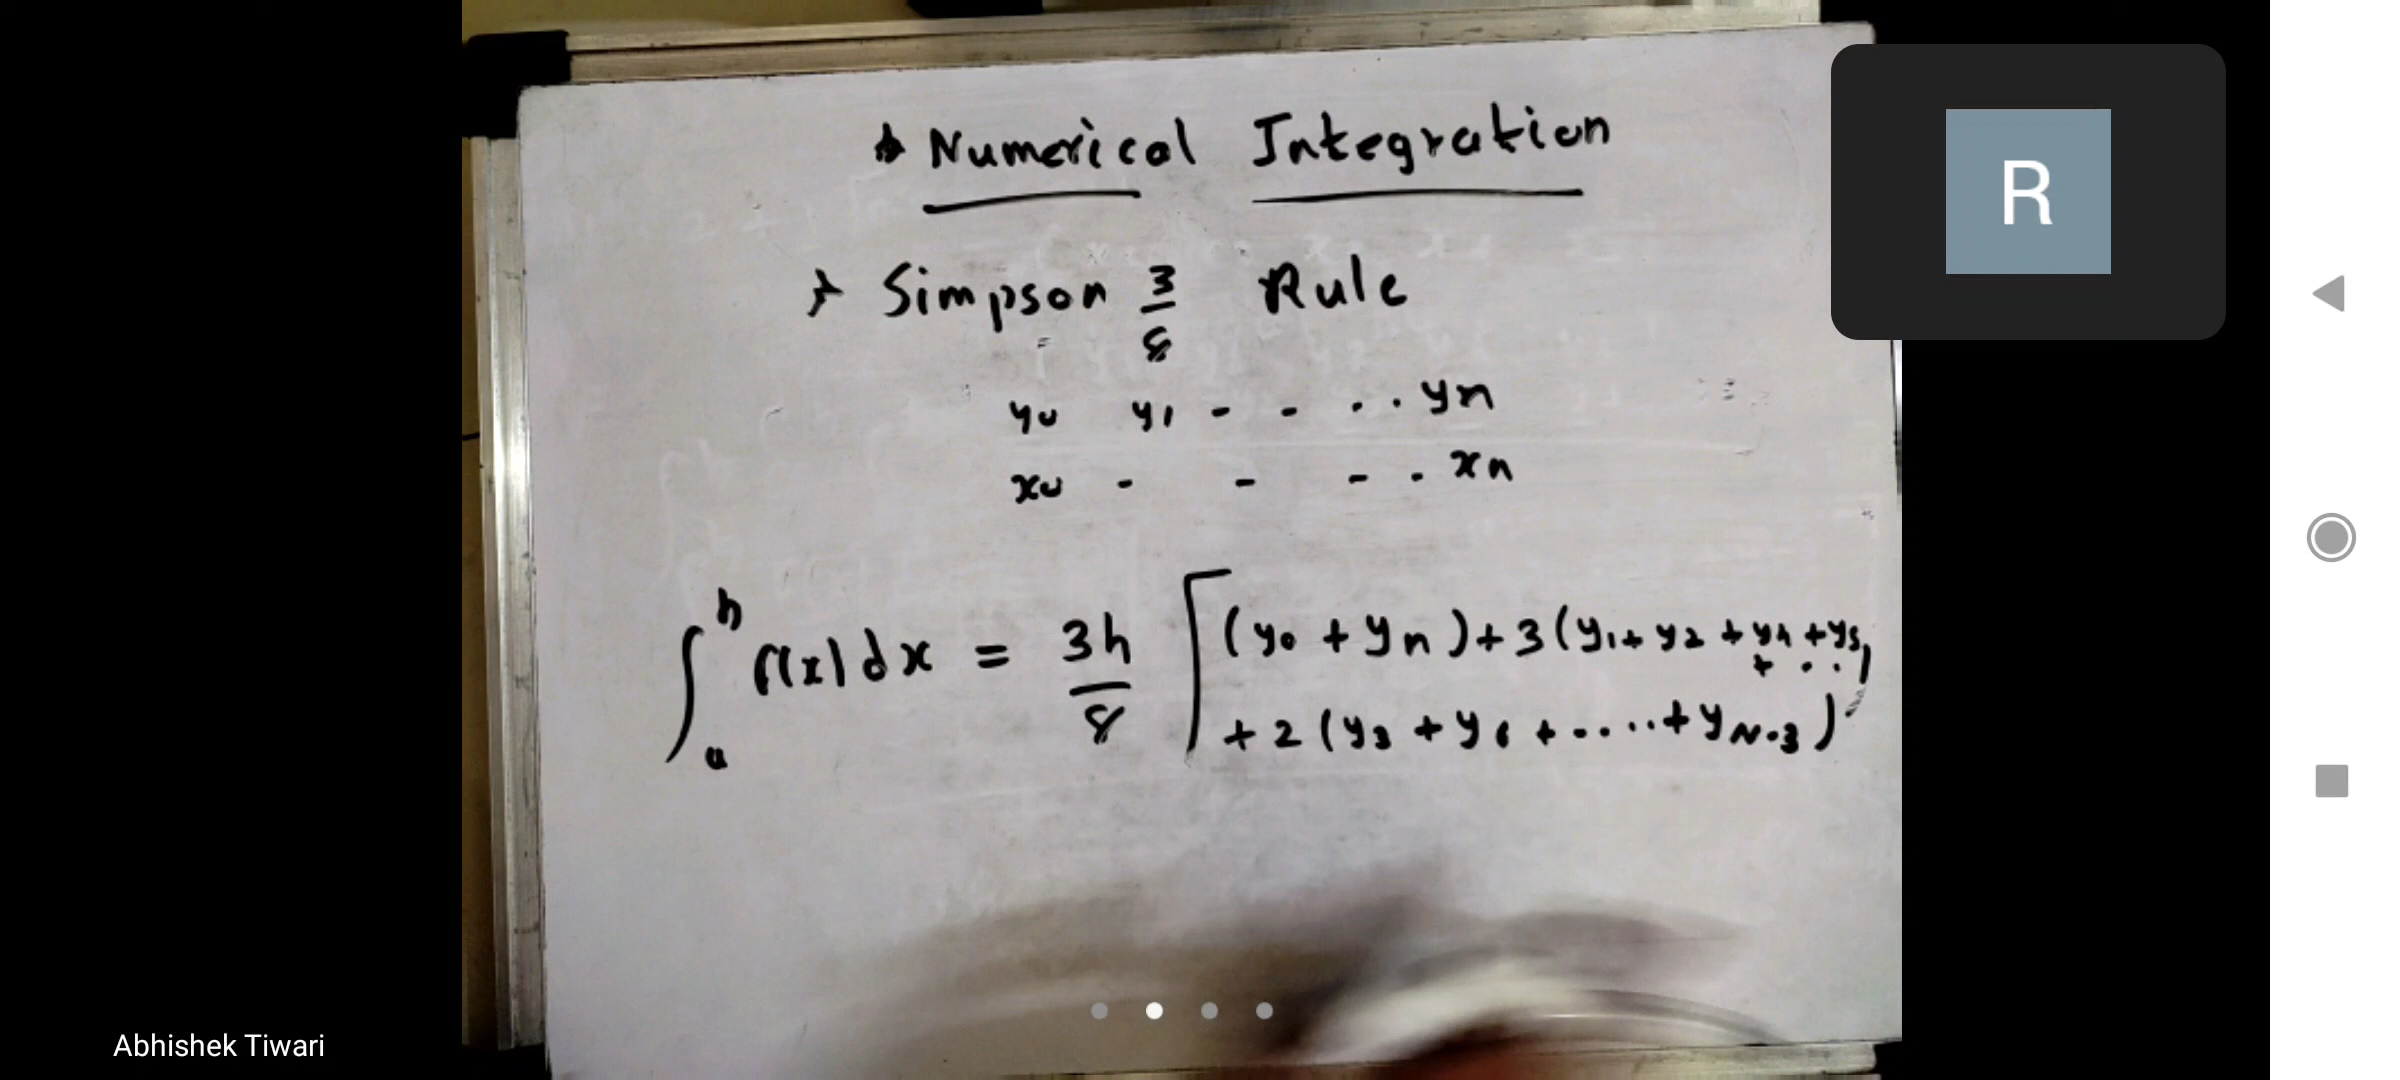 Numerical Integration
R
Simpson 3/8 Rule
y0 y1 - - . . yn
x0 - - - . xn
∫a^b f(x)dx = 3h/8 [(y0 + yn) + 3(y1 + y2 + y4 + y5
+ . .)
+ 2(y3 + y6 + ..... + yN-3)
Abhishek Tiwari